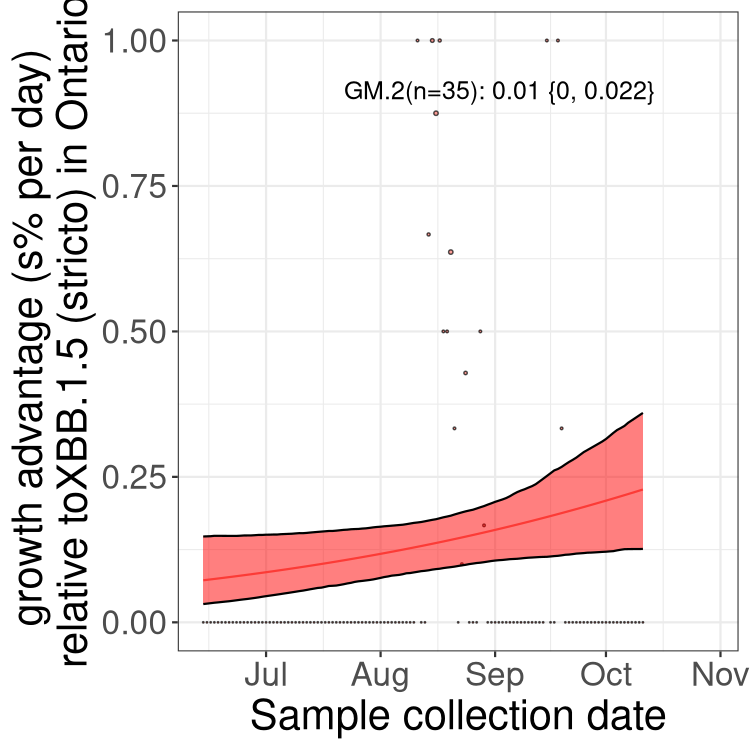 growth advantage (s% per day)
relative toXBB.1.5 (stricto) in Ontario
1.00
0.75
0.50
0.25
0.00
GM.2(n=35): 0.01 {0, 0.022}
Jul Aug Sep Oct Nov
Sample collection date